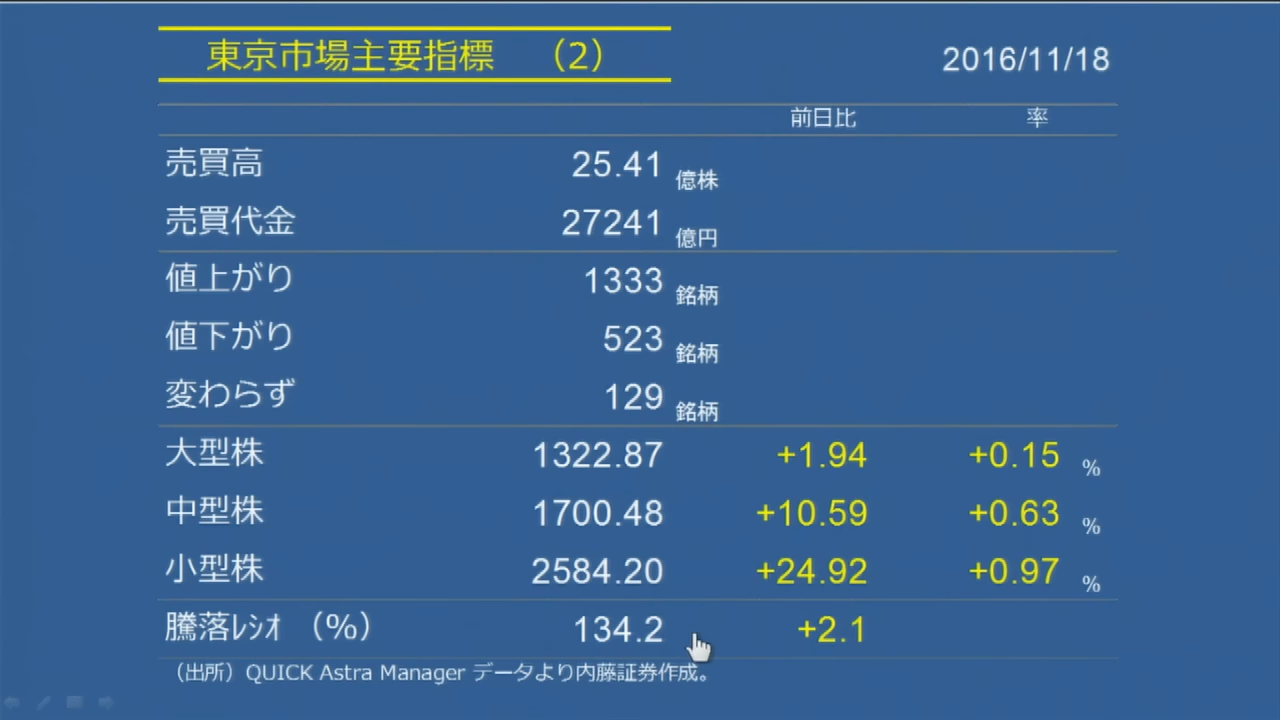 東京市場主要指標　（2）
2016/11/18
前日比 率
売買高 25.41 億株
売買代金 27241 億円
値上がり 1333 銘柄
値下がり 523 銘柄
変わらず 129 銘柄
大型株 1322.87 +1.94 +0.15 %
中型株 1700.48 +10.59 +0.63 %
小型株 2584.20 +24.92 +0.97 %
騰落ﾚｼｵ （%） 134.2 +2.1
（出所）QUICK Astra Manager データより内藤証券作成。